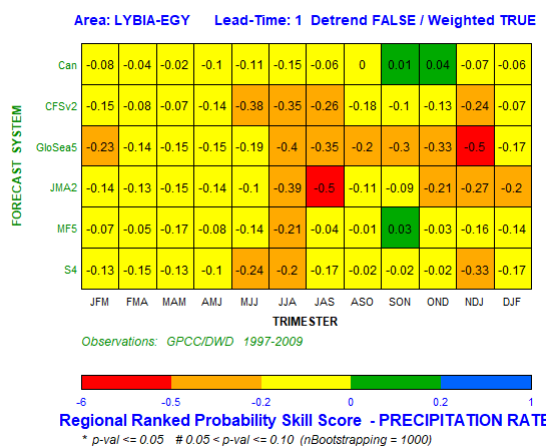 Area: LYBIA-EGY Lead-Time: 1 Detrend FALSE / Weighted TRUE
FORECAST SYSTEM
Can -0.08 -0.04 -0.02 -0.1 -0.11 -0.15 -0.06 0 0.01 0.04 -0.07 -0.06
CFSv2 -0.15 -0.08 -0.07 -0.14 -0.38 -0.35 -0.26 -0.18 -0.1 -0.13 -0.24 -0.07
GloSea5 -0.23 -0.14 -0.15 -0.15 -0.19 -0.4 -0.35 -0.2 -0.3 -0.33 -0.5 -0.17
JMA2 -0.14 -0.13 -0.15 -0.14 -0.1 -0.39 -0.5 -0.11 -0.09 -0.21 -0.27 -0.2
MF5 -0.07 -0.05 -0.17 -0.08 -0.14 -0.21 -0.04 -0.01 0.03 -0.03 -0.16 -0.14
S4 -0.13 -0.15 -0.13 -0.1 -0.24 -0.2 -0.17 -0.02 -0.02 -0.02 -0.33 -0.17
JFM FMA MAM AMJ MJJ JJA JAS ASO SON OND NDJ DJF
TRIMESTER
Observations: GPCC/DWD 1997-2009
-6 -0.5 -0.2 0 0.2 1
Regional Ranked Probability Skill Score - PRECIPITATION RATE
* p-val <= 0.05 # 0.05 < p-val <= 0.10 (nBootstrapping = 1000)